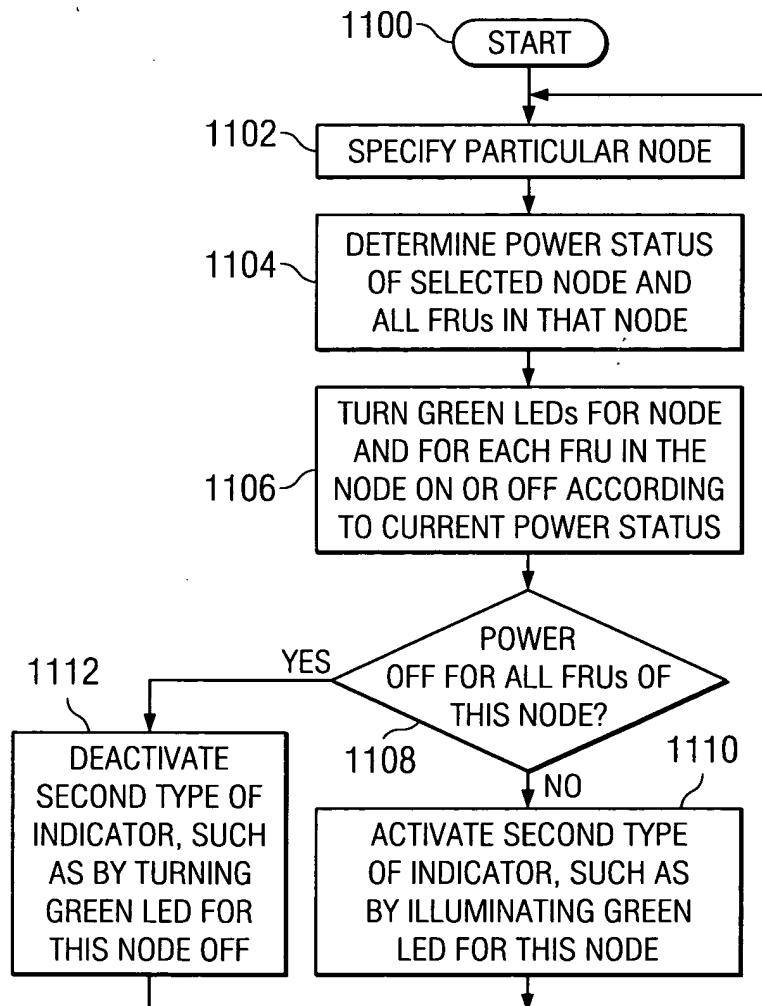 1100
START
1102
SPECIFY PARTICULAR NODE
1104
DETERMINE POWER STATUS
OF SELECTED NODE AND
ALL FRUs IN THAT NODE
1106
TURN GREEN LEDs FOR NODE
AND FOR EACH FRU IN THE
NODE ON OR OFF ACCORDING
TO CURRENT POWER STATUS
POWER
OFF FOR ALL FRUs OF
THIS NODE?
1108
YES
NO
1112
DEACTIVATE
SECOND TYPE OF
INDICATOR, SUCH
AS BY TURNING
GREEN LED FOR
THIS NODE OFF
1110
ACTIVATE SECOND TYPE
OF INDICATOR, SUCH AS
BY ILLUMINATING GREEN
LED FOR THIS NODE